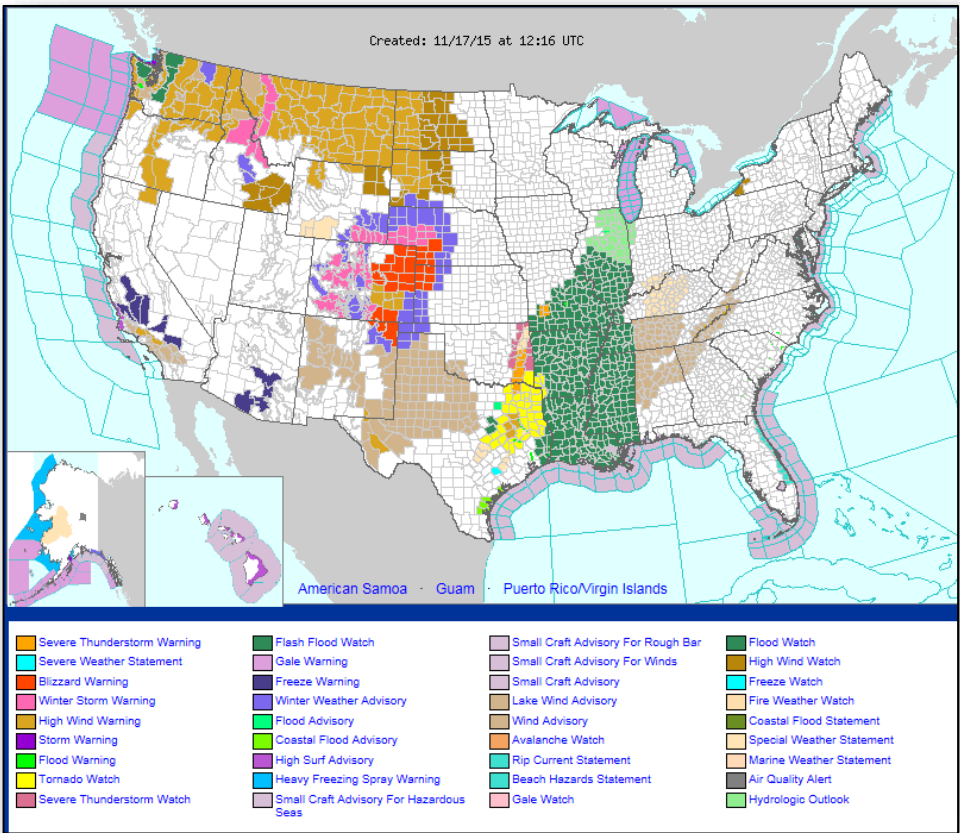 Created: 11/17/15 at 12:16 UTC
American Samoa · Guam · Puerto Rico/Virgin Islands
Severe Thunderstorm Warning
Severe Weather Statement
Blizzard Warning
Winter Storm Warning
High Wind Warning
Storm Warning
Flood Warning
Tornado Watch
Severe Thunderstorm Watch
Flash Flood Watch
Gale Warning
Freeze Warning
Winter Weather Advisory
Flood Advisory
Coastal Flood Advisory
High Surf Advisory
Heavy Freezing Spray Warning
Small Craft Advisory For Hazardous
Seas
Small Craft Advisory For Rough Bar
Small Craft Advisory For Winds
Small Craft Advisory
Lake Wind Advisory
Wind Advisory
Avalanche Watch
Rip Current Statement
Beach Hazards Statement
Gale Watch
Flood Watch
High Wind Watch
Freeze Watch
Fire Weather Watch
Coastal Flood Statement
Special Weather Statement
Marine Weather Statement
Air Quality Alert
Hydrologic Outlook